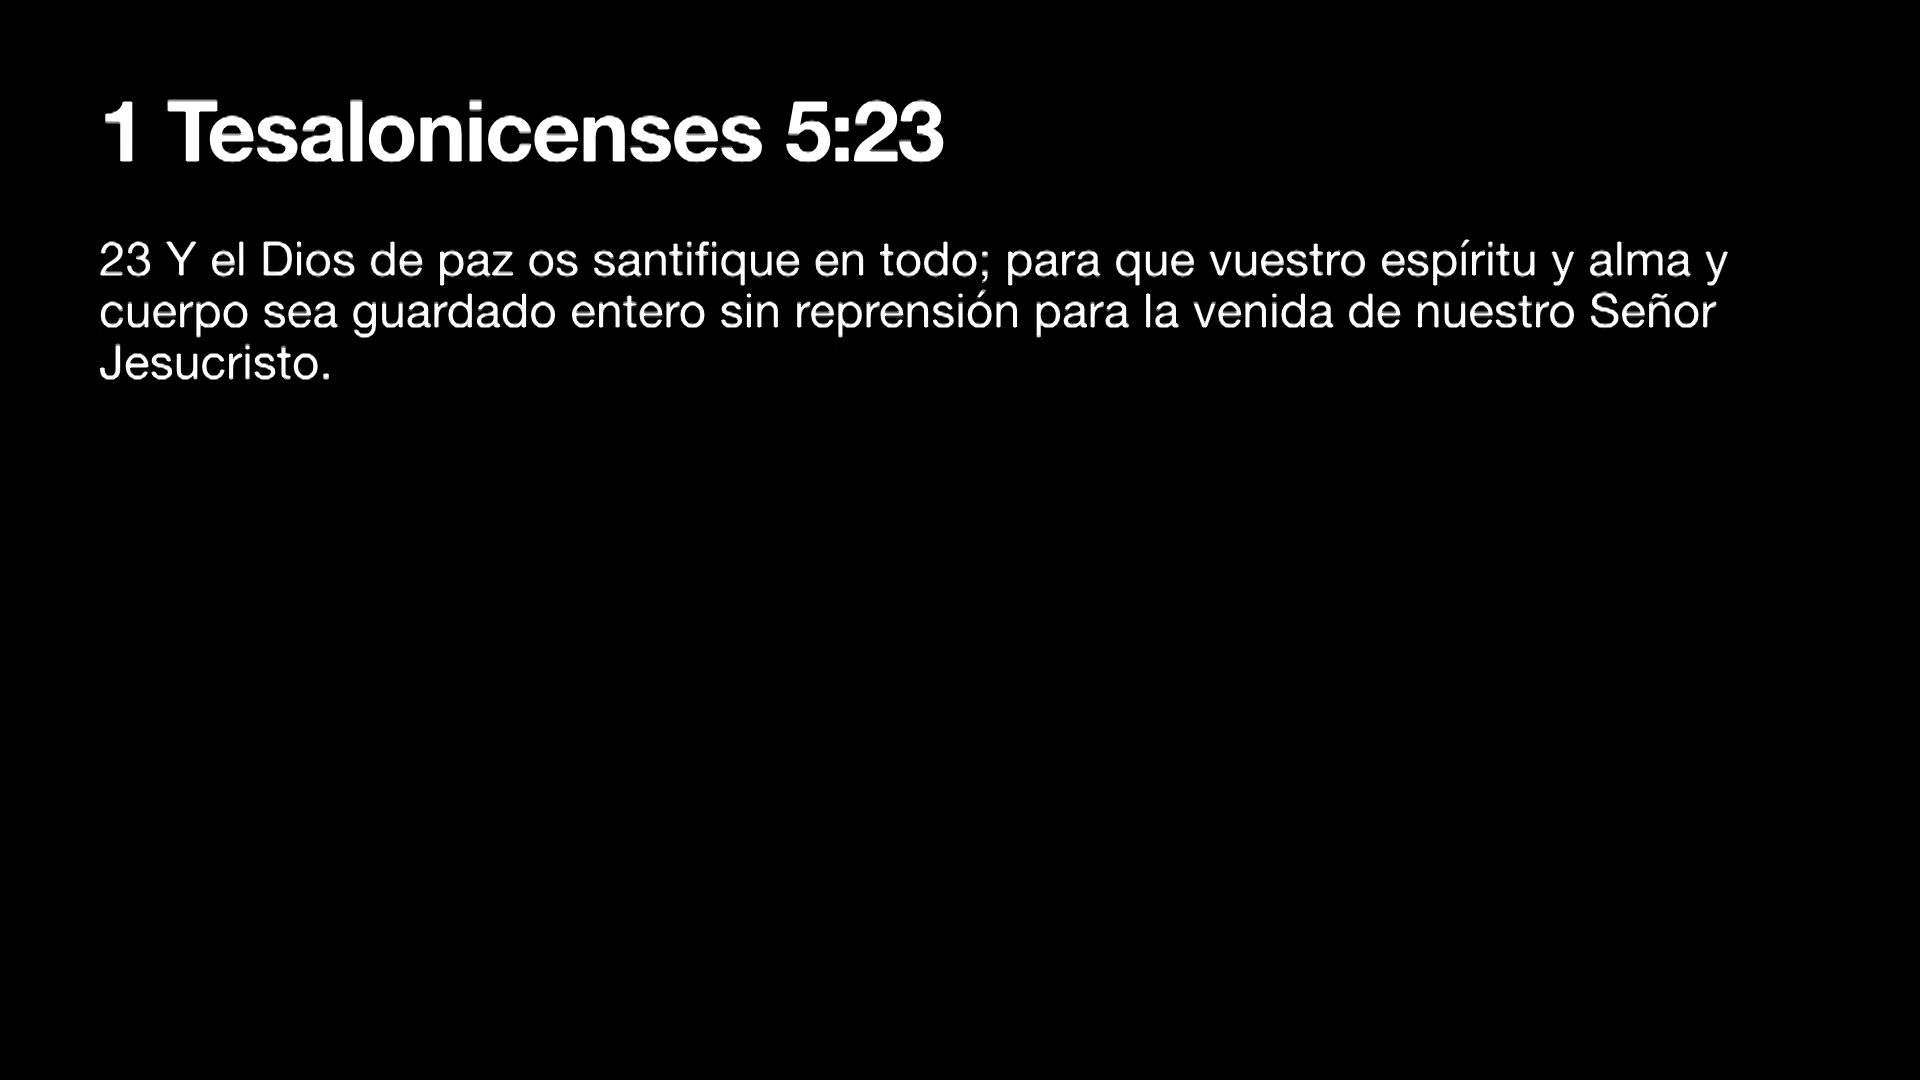 1 Tesalonicenses 5:23
23 Y el Dios de paz os santifique en todo; para que vuestro espíritu y alma y
cuerpo sea guardado entero sin reprensión para la venida de nuestro Señor
Jesucristo.